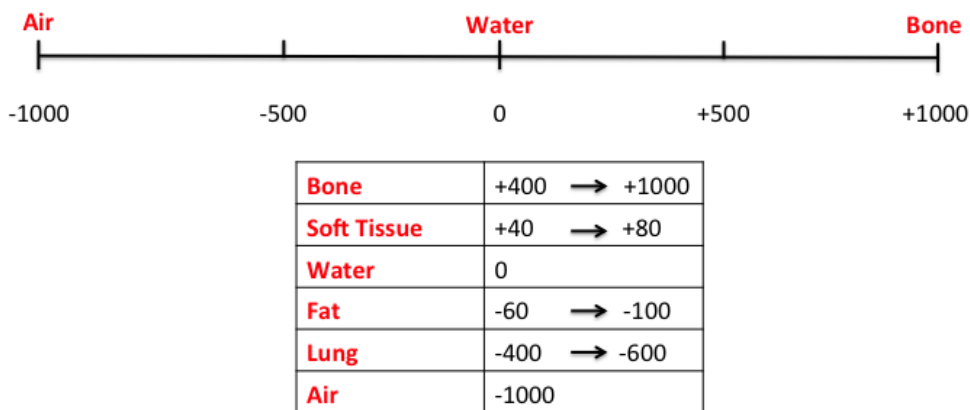 Air Water Bone
-1000 -500 0 +500 +1000
Bone +400 → +1000
Soft Tissue +40 → +80
Water 0
Fat -60 → -100
Lung -400 → -600
Air -1000